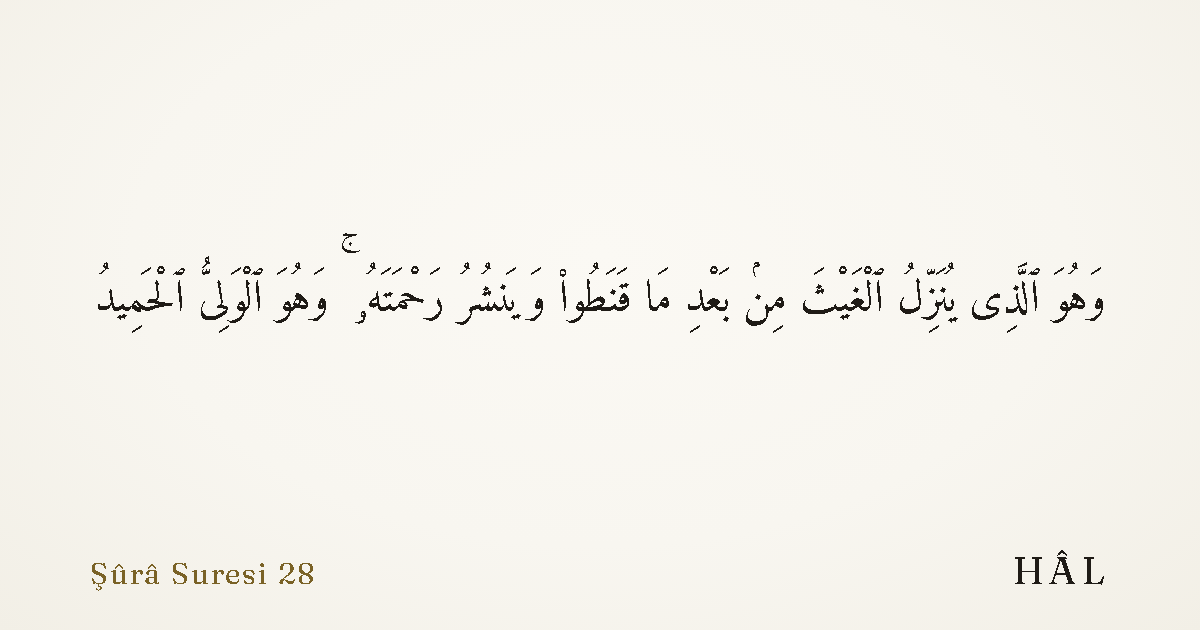 وَهُوَ ٱلَّذِى يُنَزِّلُ ٱلْغَيْثَ مِنۢ بَعْدِ مَا قَنَطُوا۟ وَيَنشُرُ رَحْمَتَهُۥ ۚ وَهُوَ ٱلْوَلِىُّ ٱلْحَمِيدُ
Şûrâ Suresi 28
HÂL